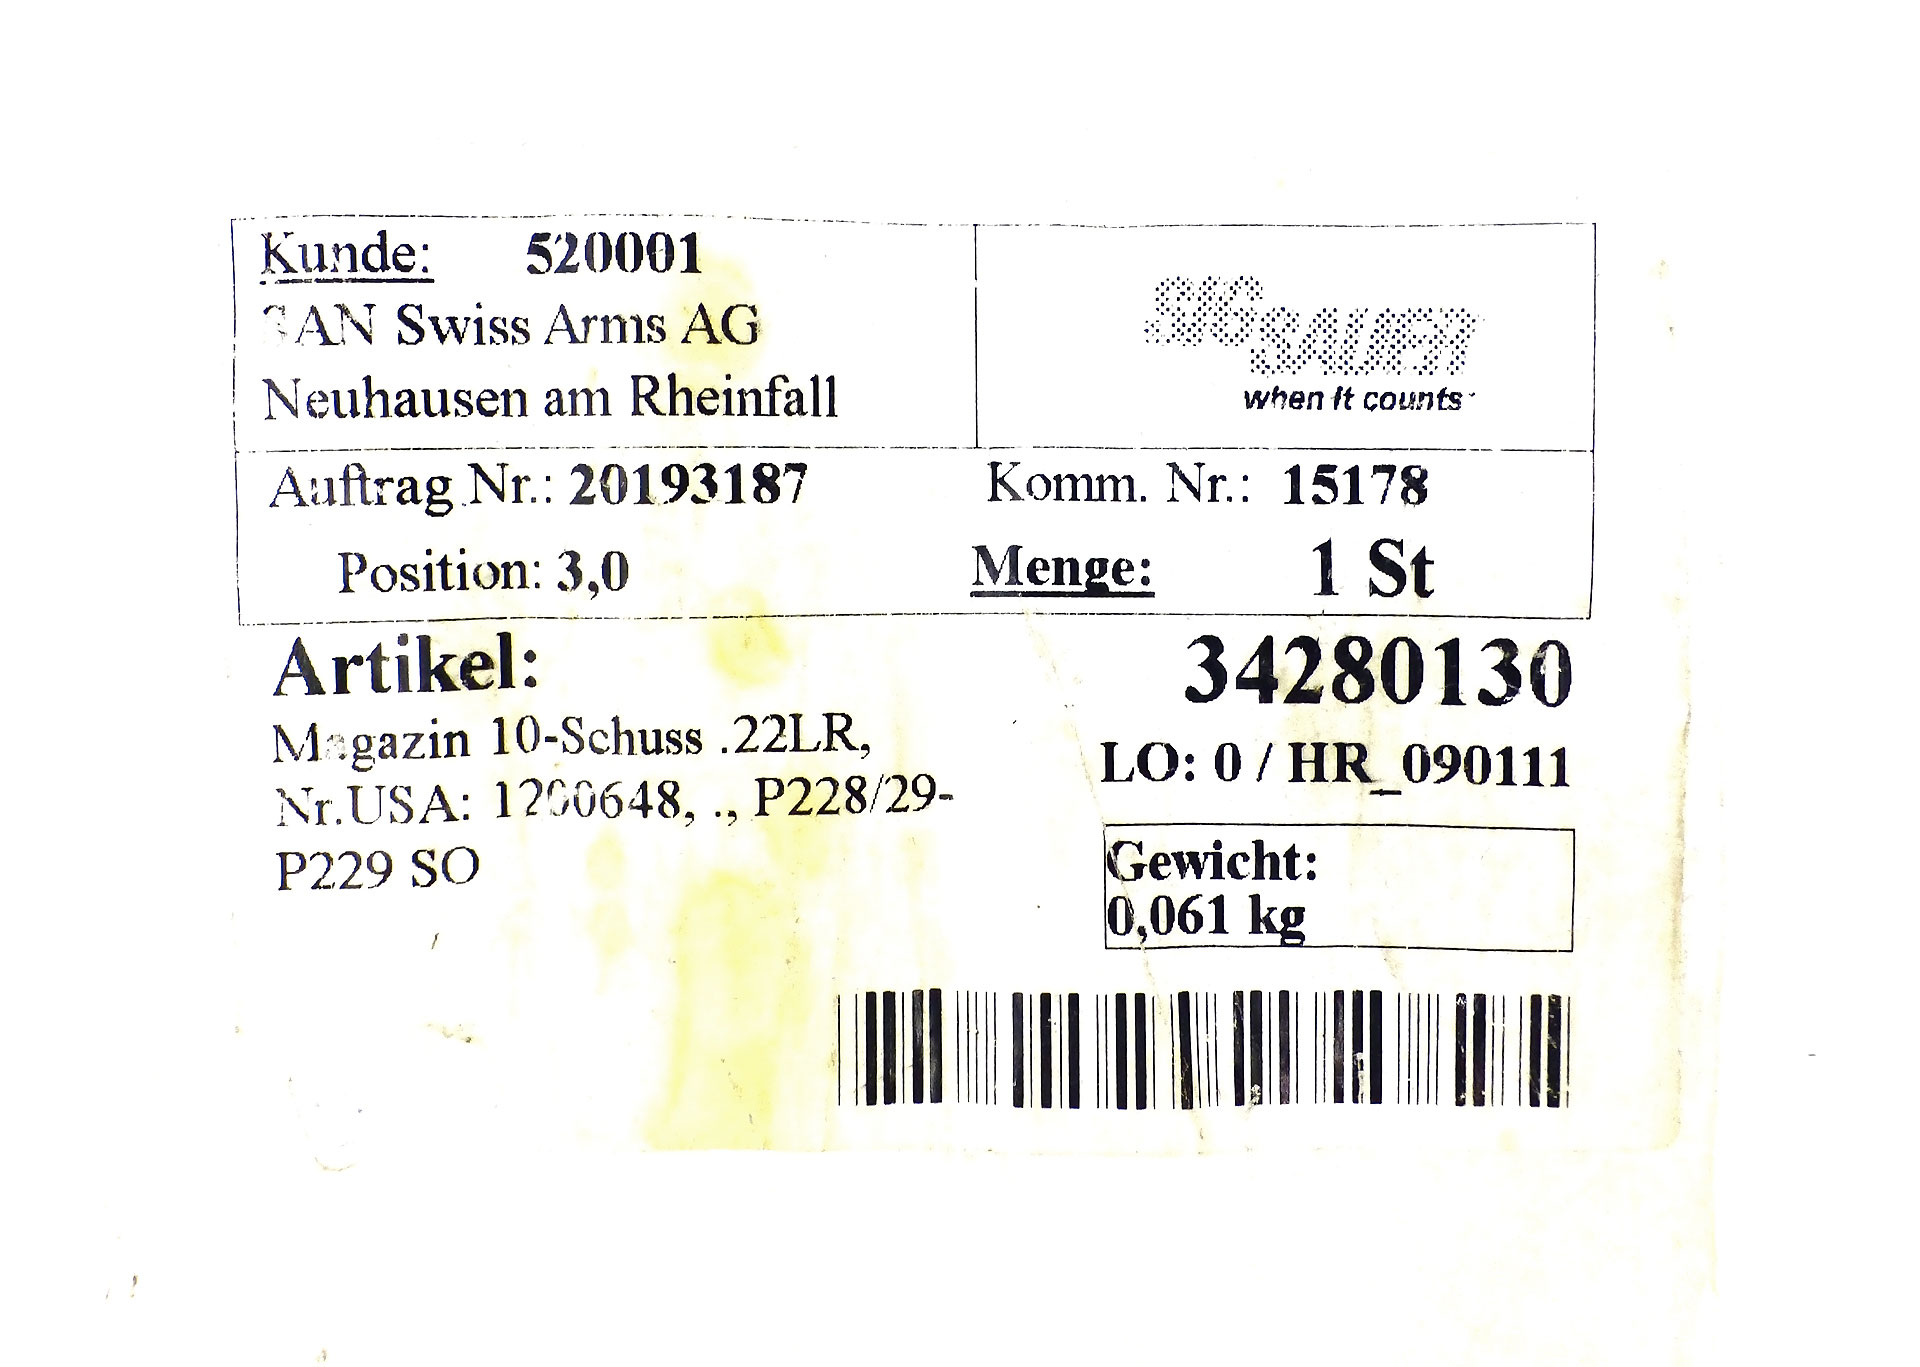 Kunde: 520001
SAN Swiss Arms AG
Neuhausen am Rheinfall
SIG SAUER
when it counts
Auftrag Nr.: 20193187 Komm. Nr.: 15178
Position: 3,0 Menge: 1 St
Artikel: 34280130
Magazin 10-Schuss .22LR,
LO: 0 / HR_090111
Nr.USA: 1200648, ., P228/29-
P229 SO
Gewicht:
0,061 kg